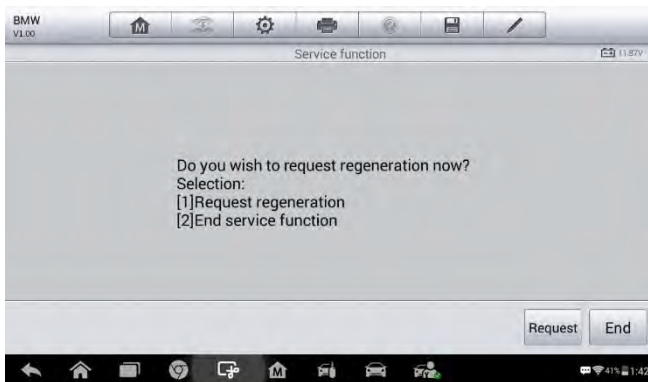 BMW
V1.00
Service function
11.87V
Do you wish to request regeneration now?
Selection:
[1]Request regeneration
[2]End service function
Request
End
41%
1:42